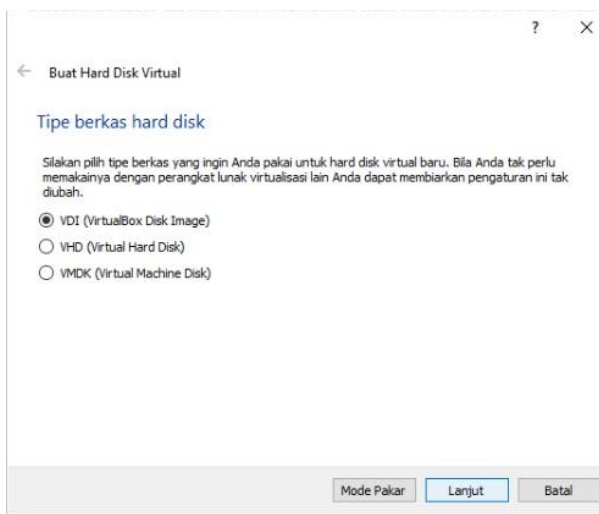 ?
Buat Hard Disk Virtual
Tipe berkas hard disk
Silakan pilih tipe berkas yang ingin Anda pakai untuk hard disk virtual baru. Bila Anda tak perlu
memakainya dengan perangkat lunak virtualisasi lain Anda dapat membiarkan pengaturan ini tak
diubah.
VDI (VirtualBox Disk Image)
VHD (Virtual Hard Disk)
VMDK (Virtual Machine Disk)
Mode Pakar Lanjut Batal